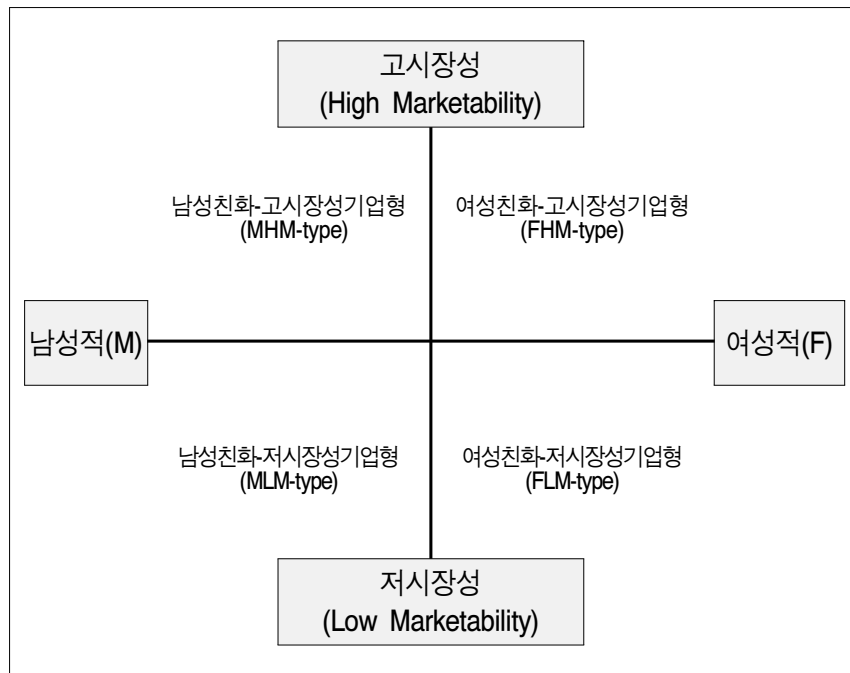 고시장성
(High Marketability)
남성친화-고시장성기업형
(MHM-type)
여성친화-고시장성기업형
(FHM-type)
남성적(M)
여성적(F)
남성친화-저시장성기업형
(MLM-type)
여성친화-저시장성기업형
(FLM-type)
저시장성
(Low Marketability)